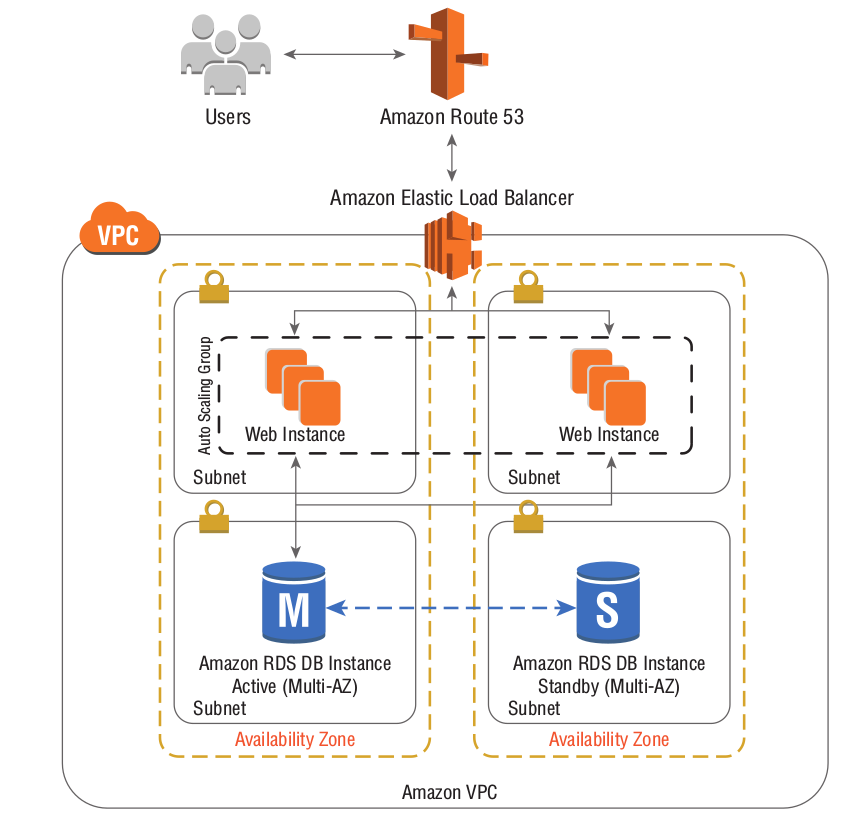 Users
Amazon Route 53
Amazon Elastic Load Balancer
VPC
Auto Scaling Group
Web Instance
Web Instance
Subnet
Subnet
M
S
Amazon RDS DB Instance
Active (Multi-AZ)
Subnet
Amazon RDS DB Instance
Standby (Multi-AZ)
Subnet
Availability Zone
Availability Zone
Amazon VPC